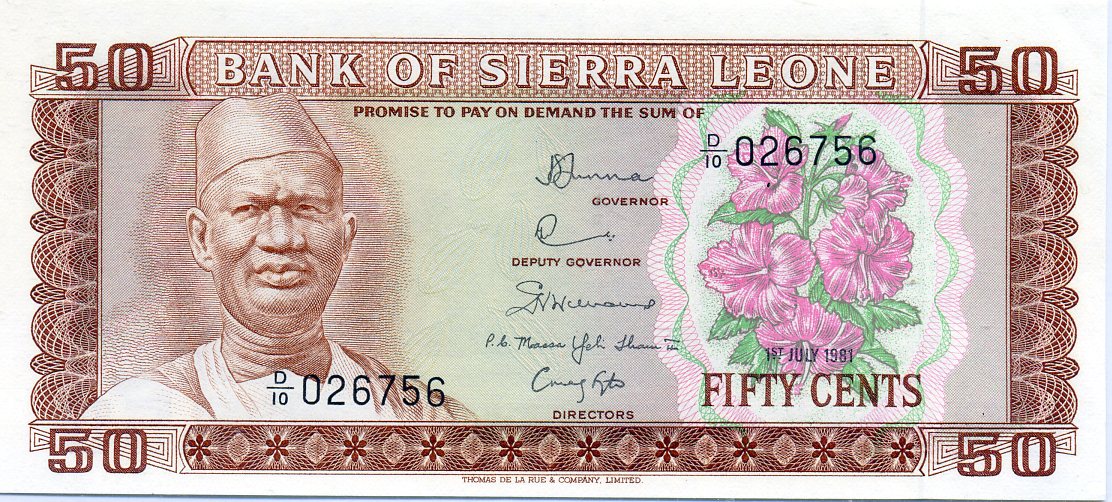 50 BANK OF SIERRA LEONE 50
PROMISE TO PAY ON DEMAND THE SUM OF
D/10 026756
GOVERNOR
DEPUTY GOVERNOR
P.C. Massa
1ST JULY 1981
D/10 026756
FIFTY CENTS
DIRECTORS
50 50
THOMAS DE LA RUE & COMPANY, LIMITED.